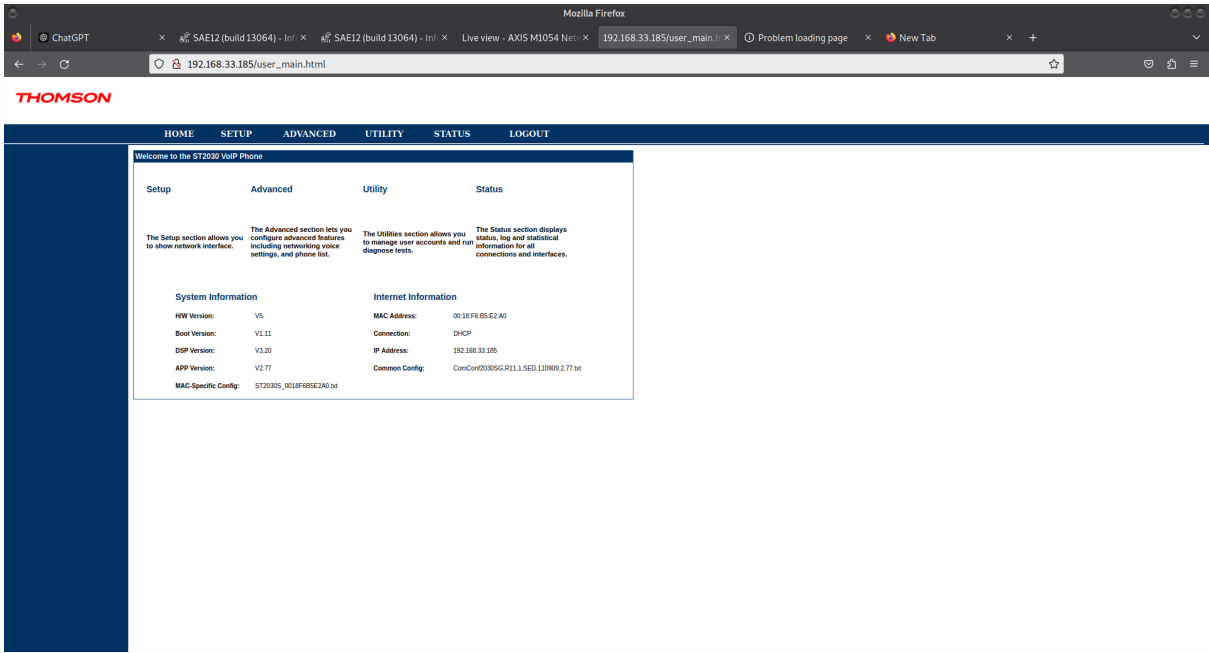 Mozilla Firefox
ChatGPT
SAE12 (build 13064) - Inf
SAE12 (build 13064) - Inf
Live view - AXIS M1054 Net
192.168.33.185/user_main.h
Problem loading page
New Tab
192.168.33.185/user_main.html
THOMSON
HOME SETUP ADVANCED UTILITY STATUS LOGOUT
Welcome to the ST2030 VoIP Phone
Setup Advanced Utility Status
The Setup section allows you
to show network interface.
The Advanced section lets you
configure advanced features
including networking voice
settings, and phone list.
The Utilities section allows you
to manage user accounts and run
diagnose tests.
The Status section displays
status, log and statistical
information for all
connections and interfaces.
System Information
H/W Version: V5
Boot Version: V1.11
DSP Version: V3.20
APP Version: V2.77
MAC-Specific Config: ST2030S_0018F6B5E2A0.txt
Internet Information
MAC Address: 00:18:F6:B5:E2:A0
Connection: DHCP
IP Address: 192.168.33.185
Common Config: ComConf2030SG.R11.1.SED.110909.2.77.txt